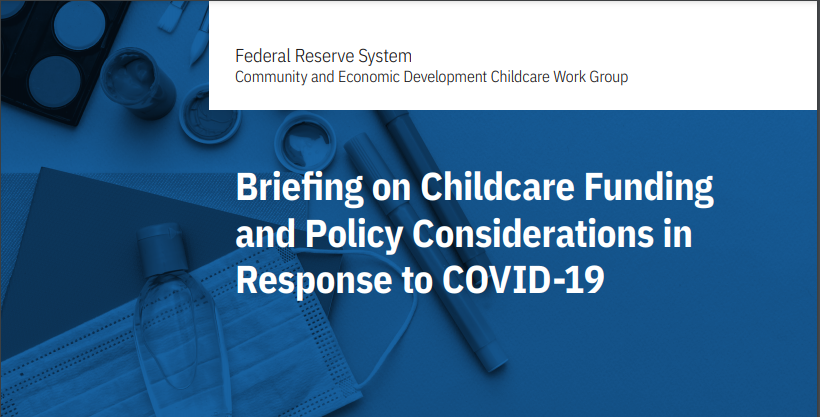 Federal Reserve System
Community and Economic Development Childcare Work Group
Briefing on Childcare Funding
and Policy Considerations in
Response to COVID-19